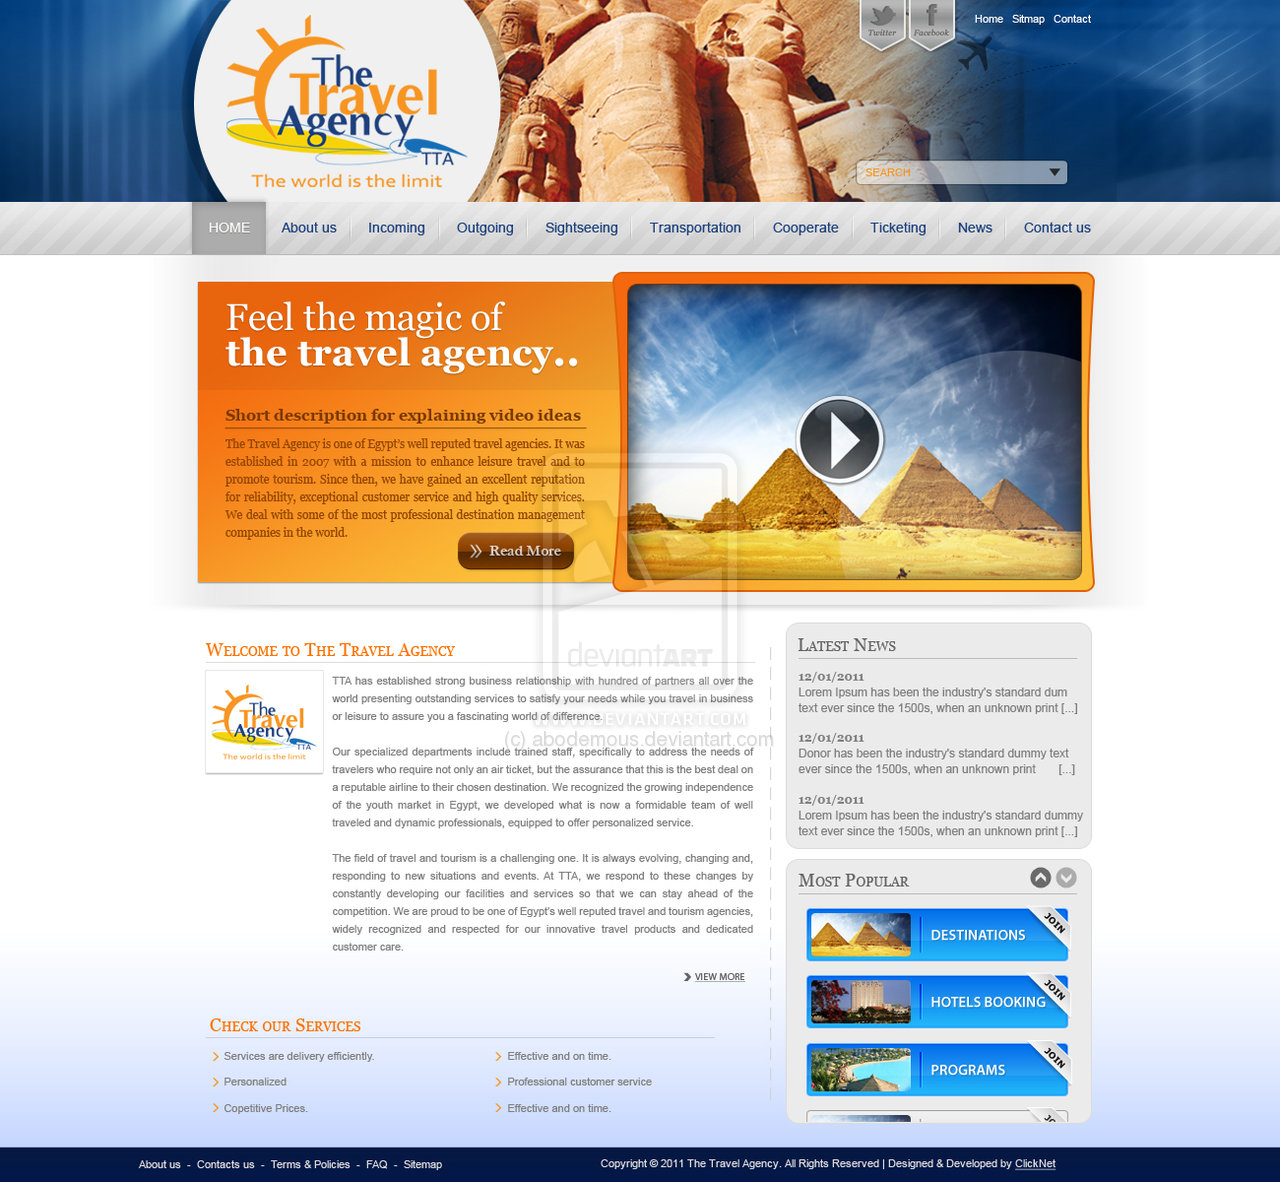 Twitter
Facebook
Home Sitmap Contact
The
Travel
Agency
TTA
The world is the limit
SEARCH
HOME About us Incoming Outgoing Sightseeing Transportation Cooperate Ticketing News Contact us
Feel the magic of
the travel agency..
Short description for explaining video ideas
The Travel Agency is one of Egypt's well reputed travel agencies. It was
established in 2007 with a mission to enhance leisure travel and to
promote tourism. Since then, we have gained an excellent reputation
for reliability, exceptional customer service and high quality services.
We deal with some of the most professional destination management
companies in the world.
Read More
Welcome to The Travel Agency
The
Travel
Agency
TTA
The world is the limit
TTA has established strong business relationship with hundred of partners all over the
world presenting outstanding services to satisfy your needs while you travel in business
or leisure to assure you a fascinating world of difference.
Our specialized departments include trained staff, specifically to address the needs of
travelers who require not only an air ticket, but the assurance that this is the best deal on
a reputable airline to their chosen destination. We recognized the growing independence
of the youth market in Egypt, we developed what is now a formidable team of well
traveled and dynamic professionals, equipped to offer personalized service.
The field of travel and tourism is a challenging one. It is always evolving, changing and,
responding to new situations and events. At TTA, we respond to these changes by
constantly developing our facilities and services so that we can stay ahead of the
competition. We are proud to be one of Egypt's well reputed travel and tourism agencies,
widely recognized and respected for our innovative travel products and dedicated
customer care.
VIEW MORE
deviantART
WWW.DEVIANTART.COM
(c) abodemous.deviantart.com
Check our Services
Services are delivery efficiently.
Personalized
Copetitive Prices.
Effective and on time.
Professional customer service
Effective and on time.
Latest News
12/01/2011
Lorem Ipsum has been the industry's standard dum
text ever since the 1500s, when an unknown print [...]
12/01/2011
Donor has been the industry's standard dummy text
ever since the 1500s, when an unknown print [...]
12/01/2011
Lorem Ipsum has been the industry's standard dummy
text ever since the 1500s, when an unknown print [...]
Most Popular
DESTINATIONS
JOIN
HOTELS BOOKING
JOIN
PROGRAMS
JOIN
JOIN
About us - Contacts us - Terms & Policies - FAQ - Sitemap
Copyright © 2011 The Travel Agency. All Rights Reserved | Designed & Developed by ClickNet